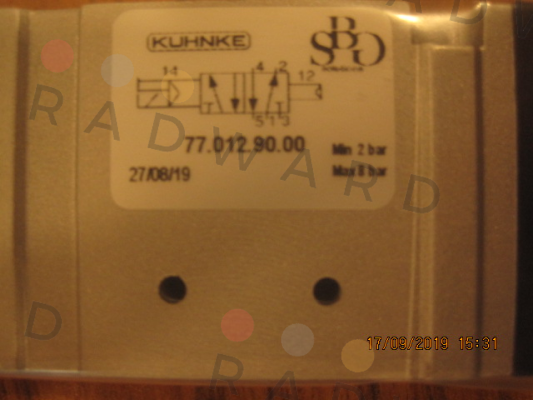 KUHNKE
SBO
14
4 2
12
5 1 3
77.012.90.00
Min 2 bar
27/08/19
Max 8 bar
RADWARD
17/09/2019 15:31